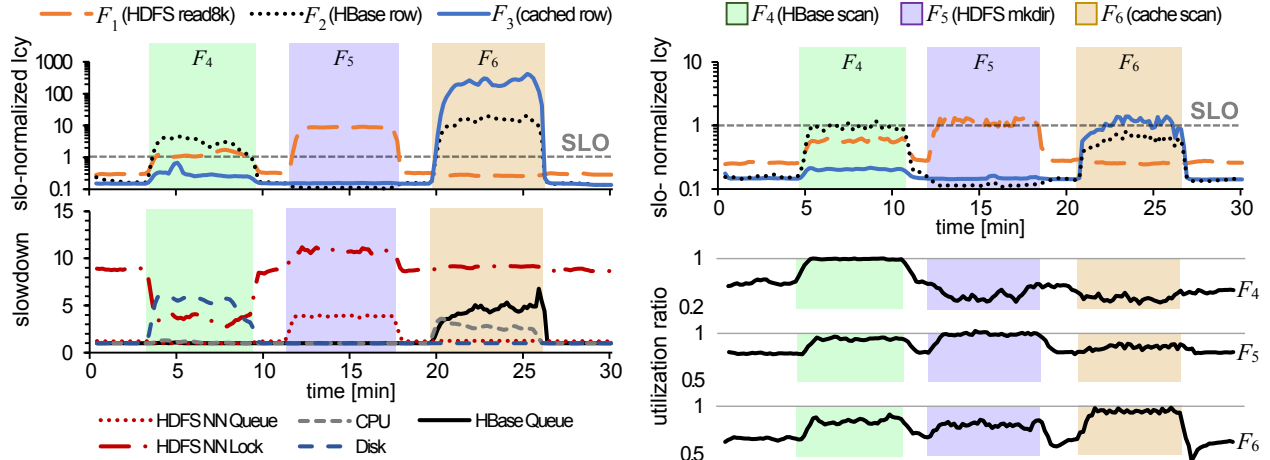 F1 (HDFS read8k) F2 (HBase row) F3 (cached row)
slo-normalized lcy
1000
100
10
1
0.1
F4
F5
F6
SLO
slowdown
15
10
5
0
0 5 10 15 20 25 30
time [min]
HDFS NN Queue CPU HBase Queue
HDFS NN Lock Disk
F4 (HBase scan) F5 (HDFS mkdir) F6 (cache scan)
slo- normalized lcy
10
1
0.1
F4
F5
F6
SLO
0 5 10 15 20 25 30
time [min]
utilization ratio
1
0.2
F4
1
0.5
F5
1
0.5
F6